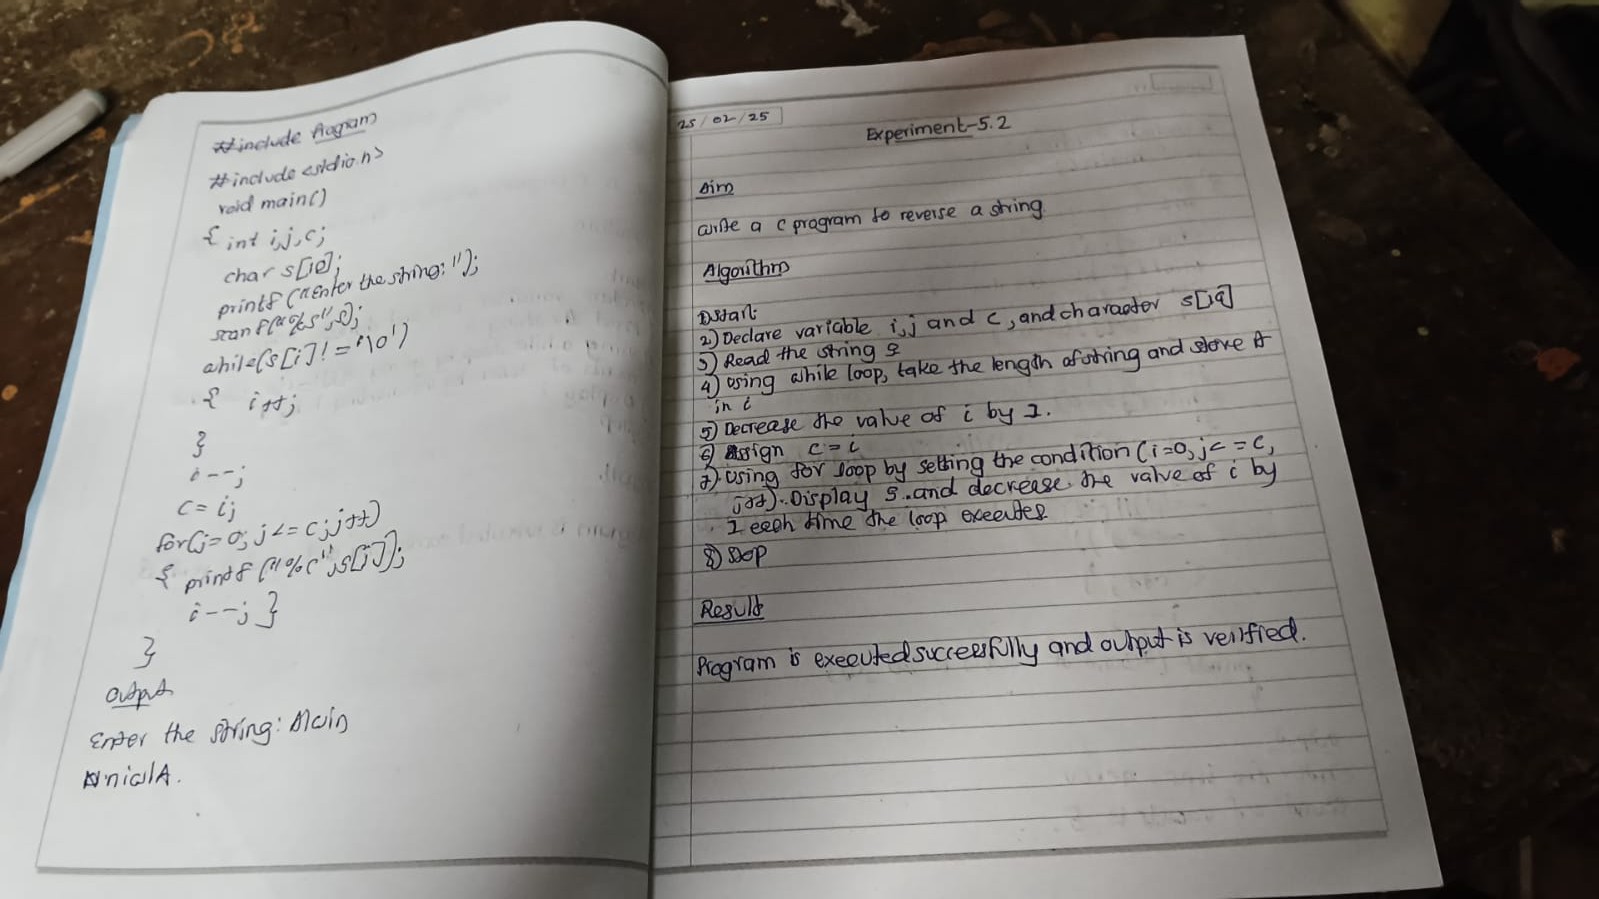 #include Program
#include <stdio.h>
void main()
{ int i,j,c;
char s[10];
printf("Enter the string: ");
scanf("%s",s);
while(s[i]!='\0')
{ i++;
}
i--;
c=i;
for(j=0;j<=c;j++)
{ printf("%c",s[i]);
i--; }
}
output
Enter the string: Alwin
niwlA.
25/02/25
Experiment-5.2
Aim
Write a c program to reverse a string
Algorithm
1) Start
2) Declare variable i,j and c, and character s[10]
3) Read the string s
4) Using while loop, take the length of string and store it
in i
5) Decrease the value of i by 1.
6) Assign c=i
7) Using for loop by setting the condition (i=0, j<=c,
j++). Display s and decrease the value of i by
1 each time the loop executes
8) Stop
Result
Program is executed successfully and output is verified.